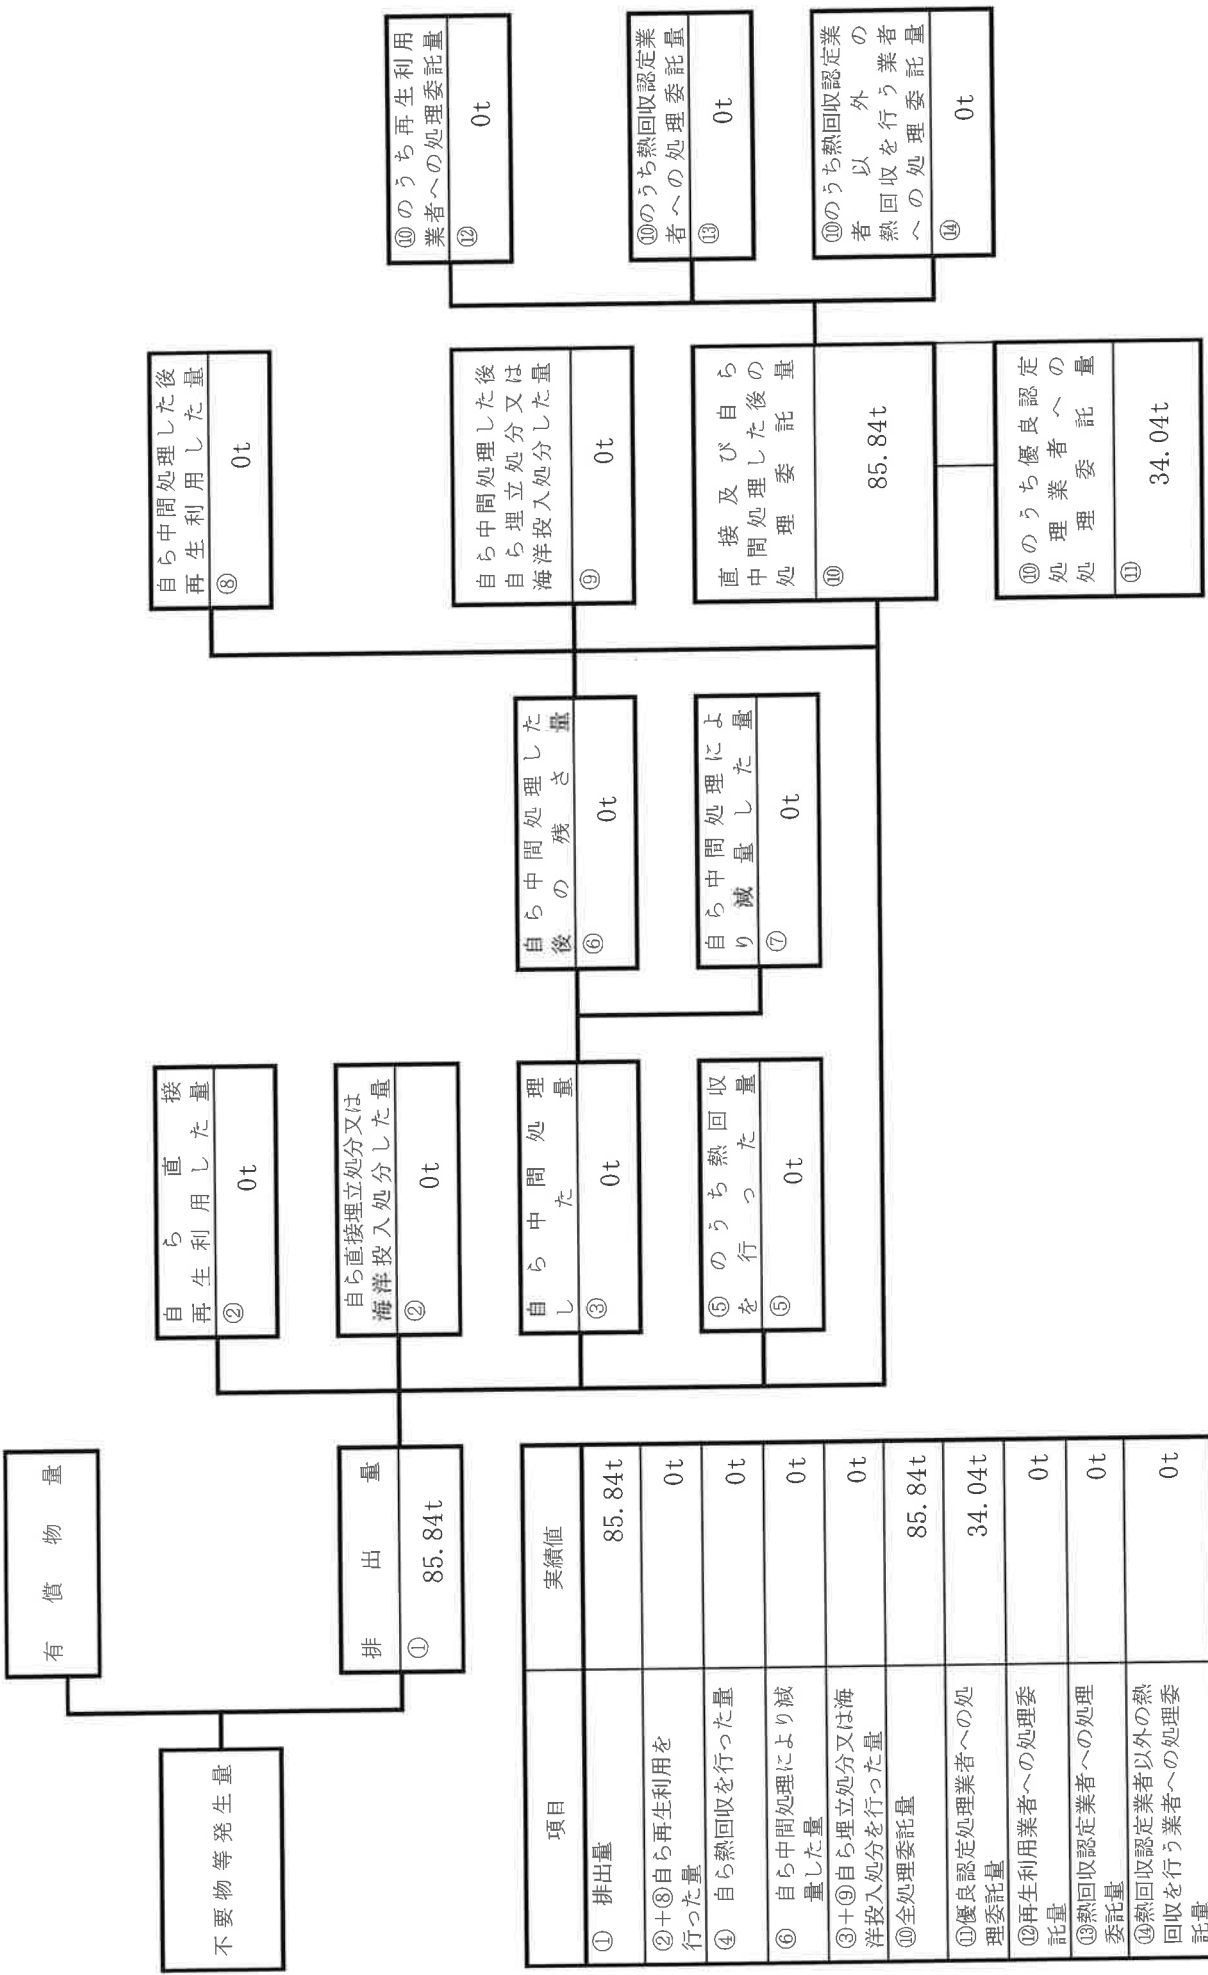 不要物等発生量
有償物量
排出量
① 85.84t
自ら直接
再生利用した量
② 0t
自ら直接埋立処分又は
海洋投入処分した量
② 0t
自ら中間処理
した量
③ 0t
⑤のうち熱回収
を行った量
⑤ 0t
自ら中間処理した
後の残さ量
⑥ 0t
自ら中間処理によ
り減量した量
⑦ 0t
自ら中間処理した後
再生利用した量
⑧ 0t
自ら中間処理した後
自ら埋立処分又は
海洋投入処分した量
⑨ 0t
直接及び自ら
中間処理した後の
処理委託量
⑩ 85.84t
⑩のうち優良認定
処理業者への
処理委託量
⑪ 34.04t
⑩のうち再生利用
業者への処理委託量
⑫ 0t
⑩のうち熱回収認定業
者への処理委託量
⑬ 0t
⑩のうち熱回収認定業
者以外の
熱回収を行う業者
への処理委託量
⑭ 0t
項目 実績値
① 排出量 85.84t
②+⑧自ら再生利用を
行った量 0t
④ 自ら熱回収を行った量 0t
⑥ 自ら中間処理により減
量した量 0t
③+⑨自ら埋立処分又は海
洋投入処分を行った量 0t
⑩全処理委託量 85.84t
⑪優良認定処理業者への処
理委託量 34.04t
⑫再生利用業者への処理委
託量 0t
⑬熱回収認定業者への処理
委託量 0t
⑭熱回収認定業者以外の熱
回収を行う業者への処理委
託量 0t